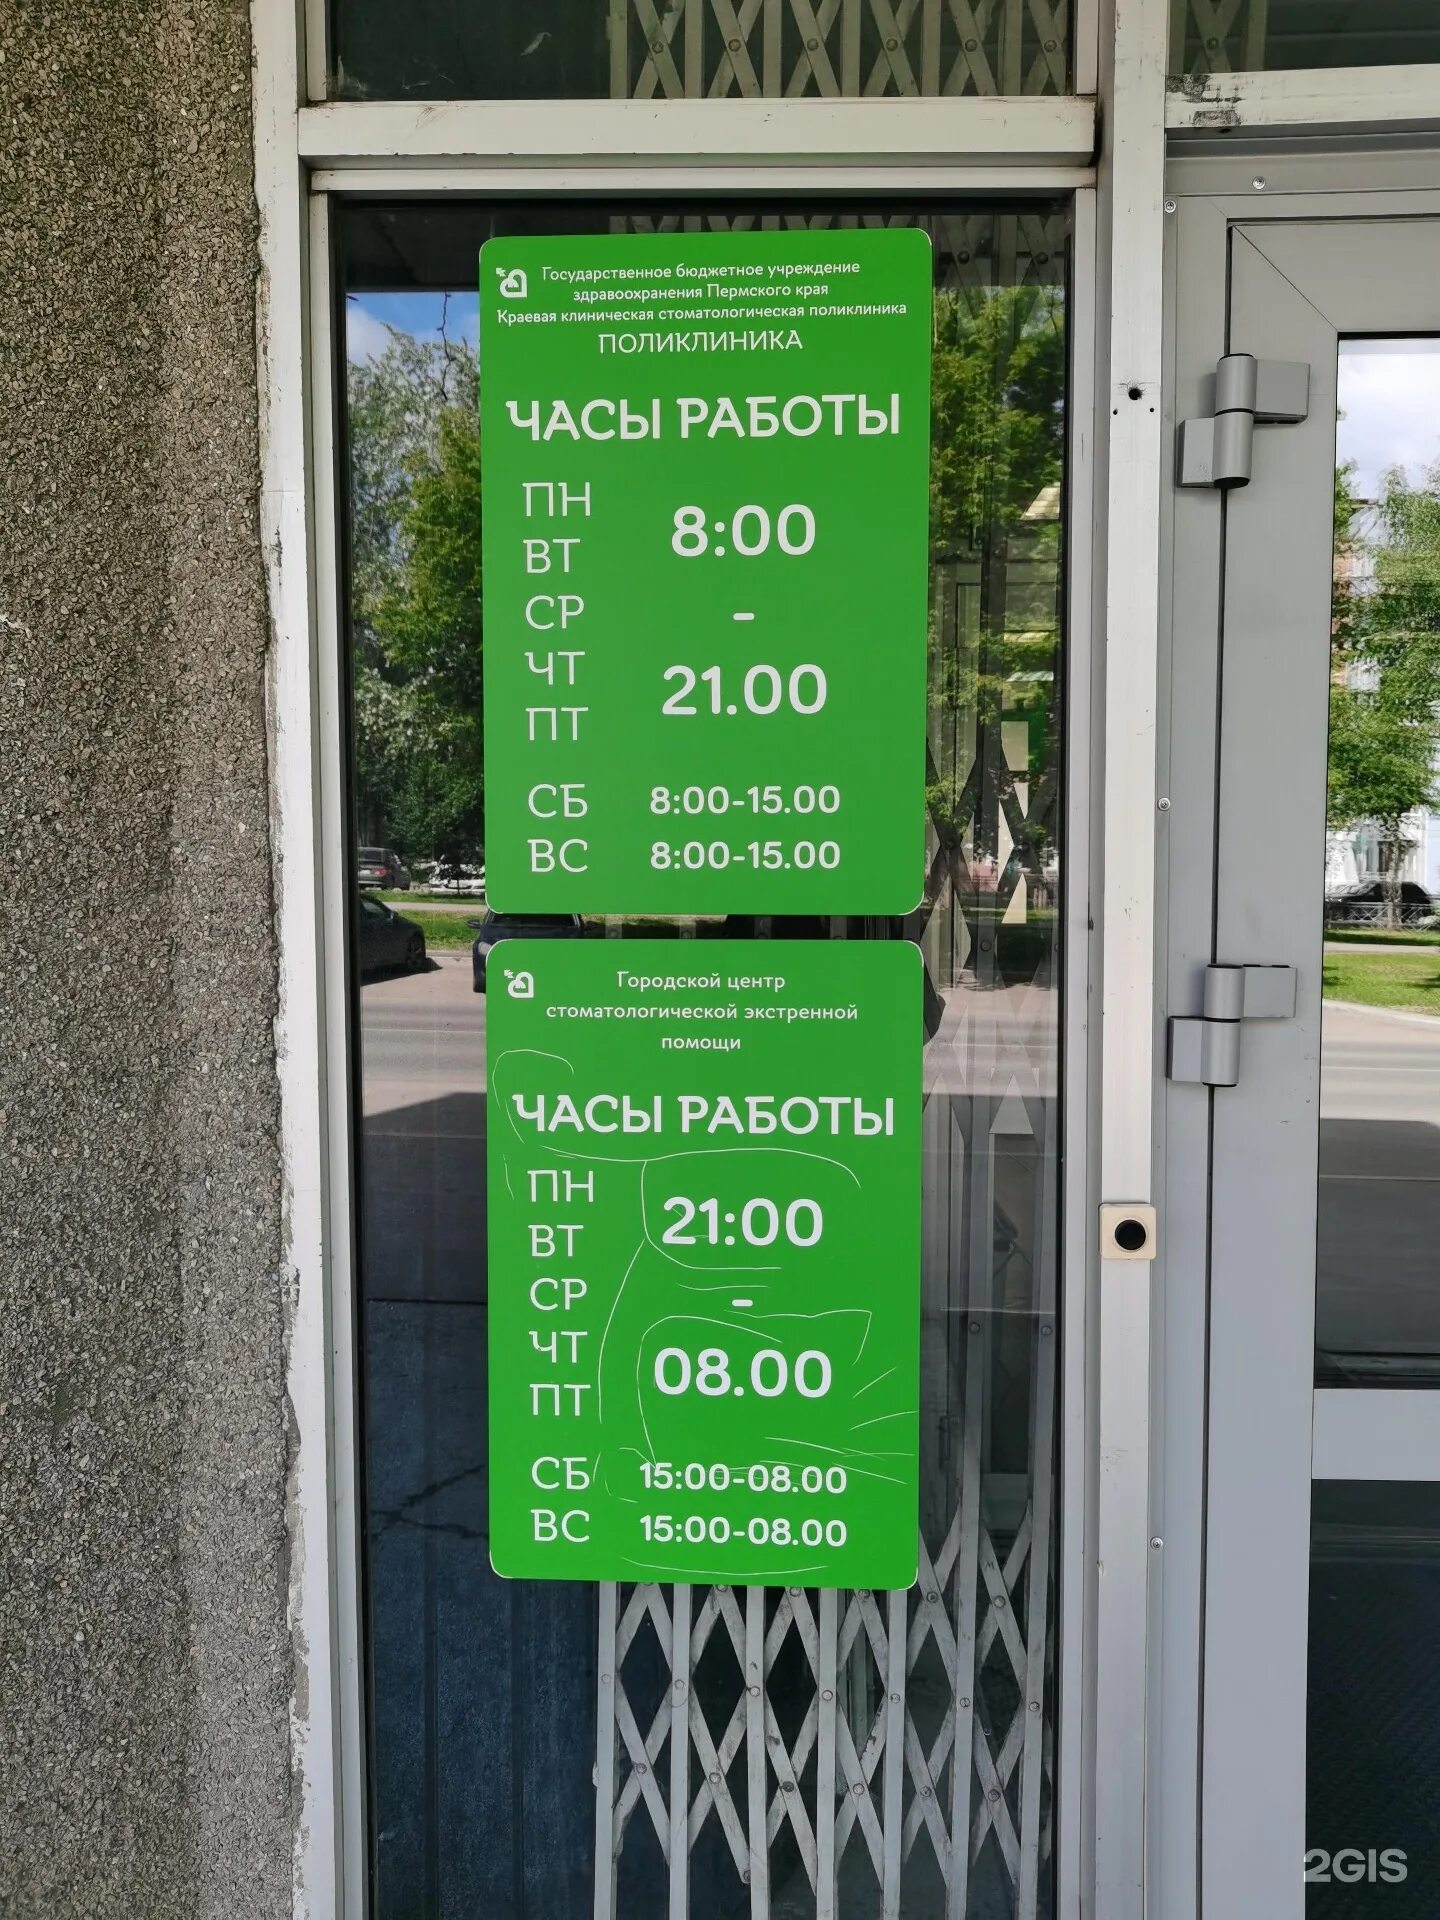 Государственное бюджетное учреждение
здравоохранения Пермского края
Краевая клиническая стоматологическая поликлиника
ПОЛИКЛИНИКА
ЧАСЫ РАБОТЫ
ПН
ВТ
СР
ЧТ
ПТ
8:00
-
21.00
СБ 8:00-15.00
ВС 8:00-15.00
Городской центр
стоматологической экстренной
помощи
ЧАСЫ РАБОТЫ
ПН
ВТ
СР
ЧТ
ПТ
21:00
-
08.00
СБ 15:00-08.00
ВС 15:00-08.00
2GIS